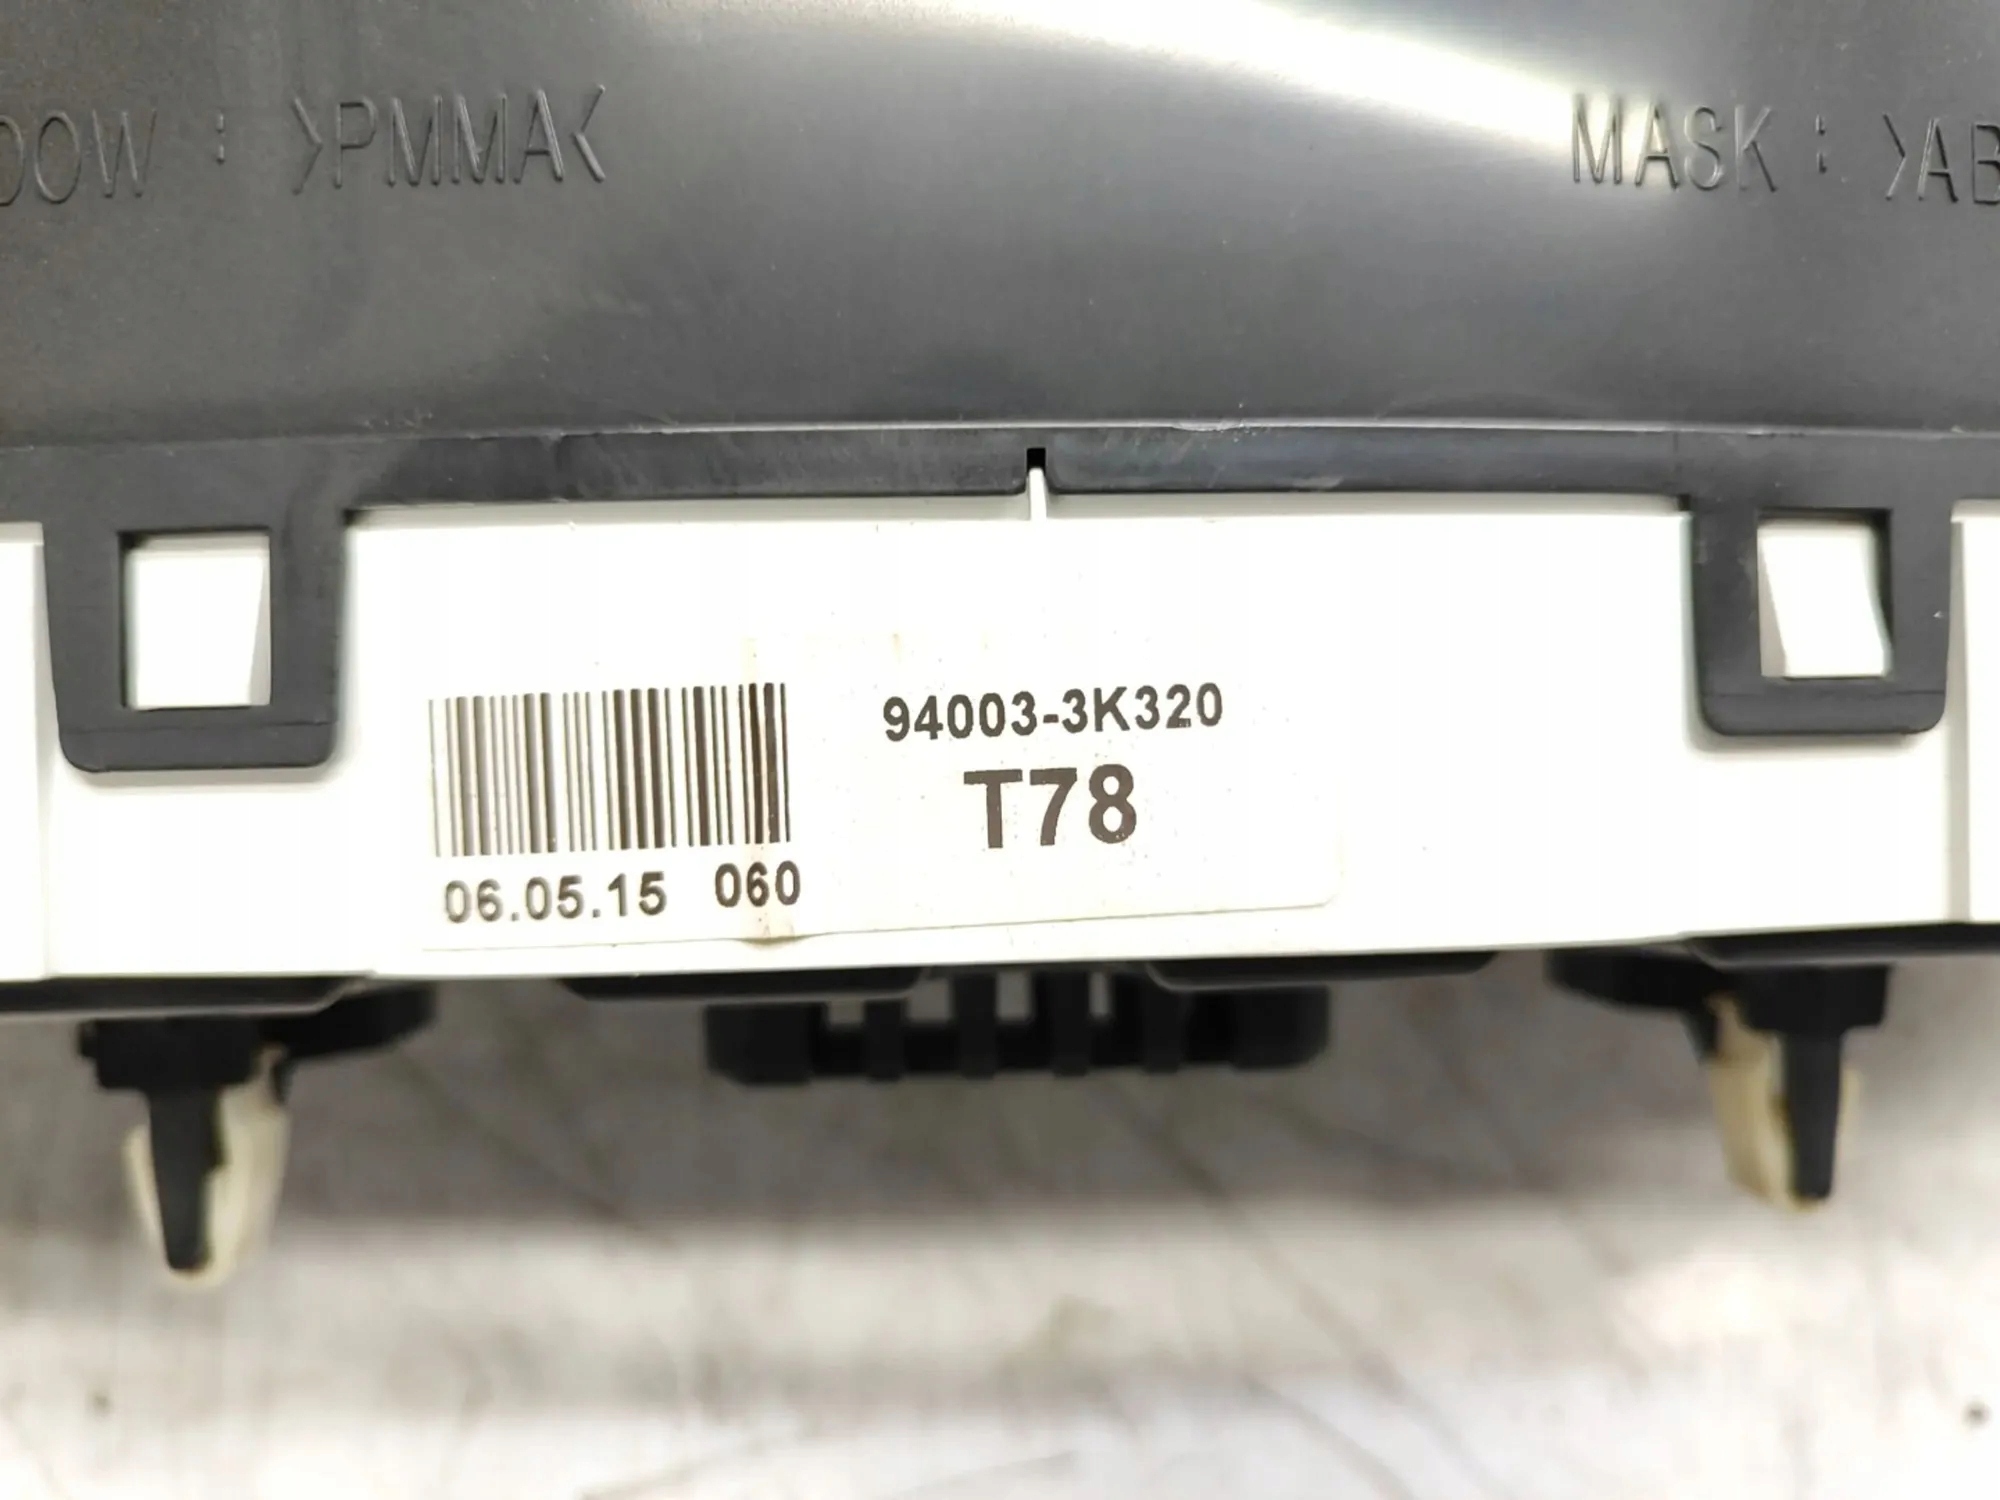 DOW : >PMMA<
MASK : >AB
94003-3K320
T78
06.05.15 060